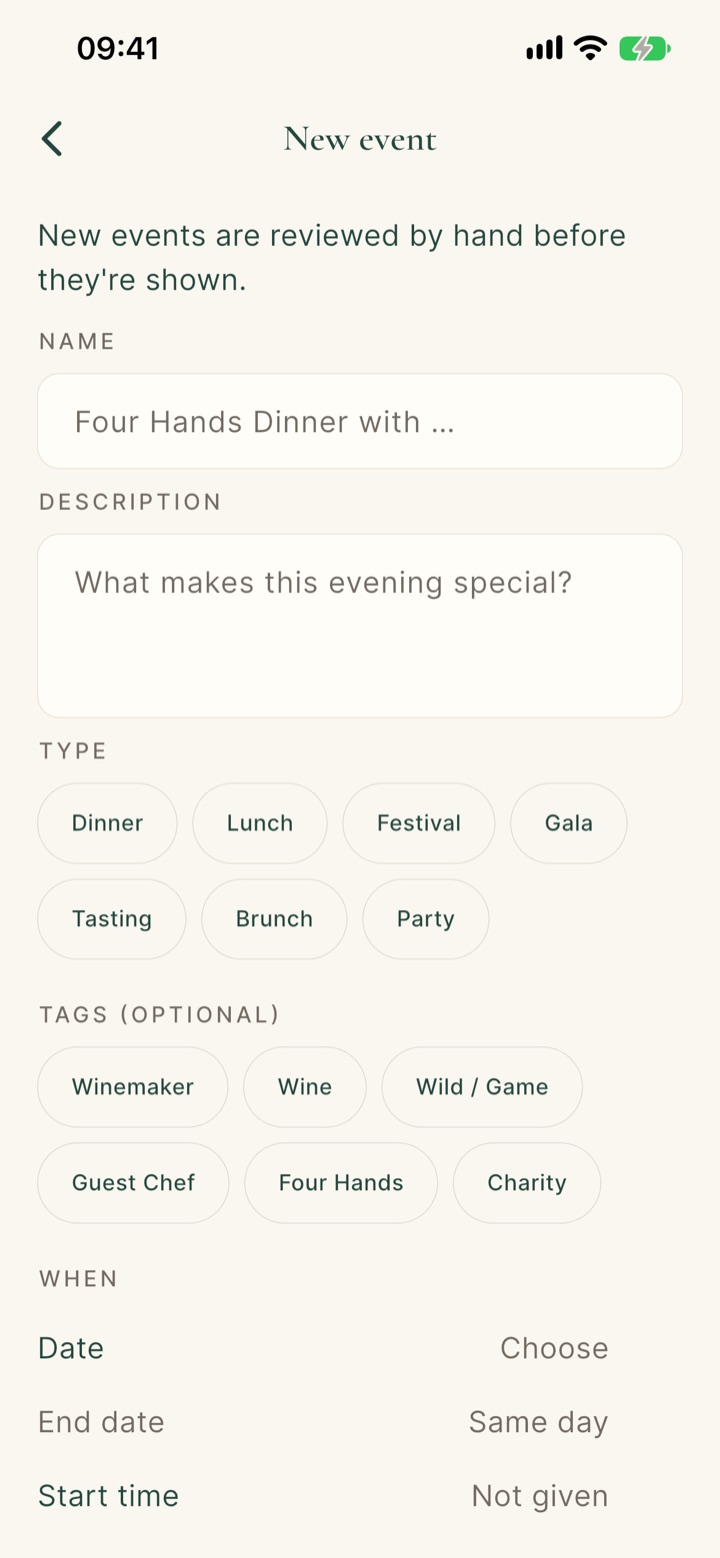 09:41
New event
New events are reviewed by hand before
they're shown.
NAME
Four Hands Dinner with ...
DESCRIPTION
What makes this evening special?
TYPE
Dinner Lunch Festival Gala
Tasting Brunch Party
TAGS (OPTIONAL)
Winemaker Wine Wild / Game
Guest Chef Four Hands Charity
WHEN
Date Choose
End date Same day
Start time Not given